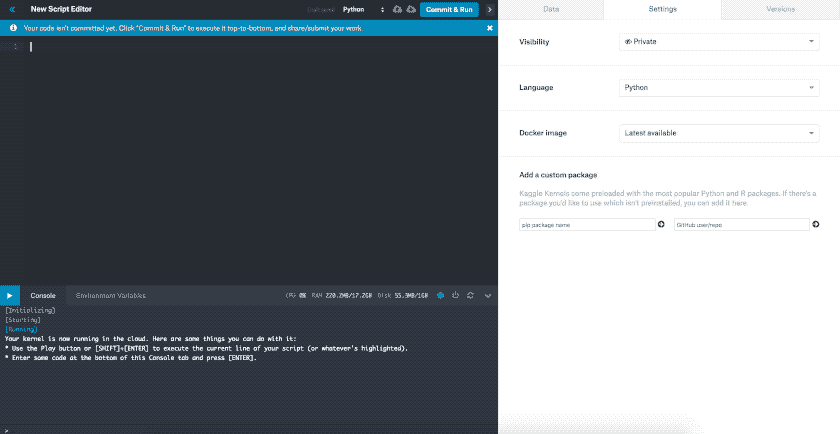 New Script Editor
Python
Commit & Run
Your code isn't committed yet. Click "Commit & Run" to execute it top-to-bottom, and share/submit your work.
1
Console
Environment Variables
CPU 0% RAM 220.2MB/17.2GB Disk 55.9MB/1GB
[Initializing]
[Starting]
[Running]
Your kernel is now running in the cloud. Here are some things you can do with it:
* Use the Play button or [SHIFT]+[ENTER] to execute the current line of your script (or whatever's highlighted).
* Enter some code at the bottom of this Console tab and press [ENTER].
>
Data
Settings
Versions
Visibility
Private
Language
Python
Docker image
Latest available
Add a custom package
Kaggle Kernels come preloaded with the most popular Python and R packages. If there's a
package you'd like to use which isn't preinstalled, you can add it here.
pip package name
GitHub user/repo